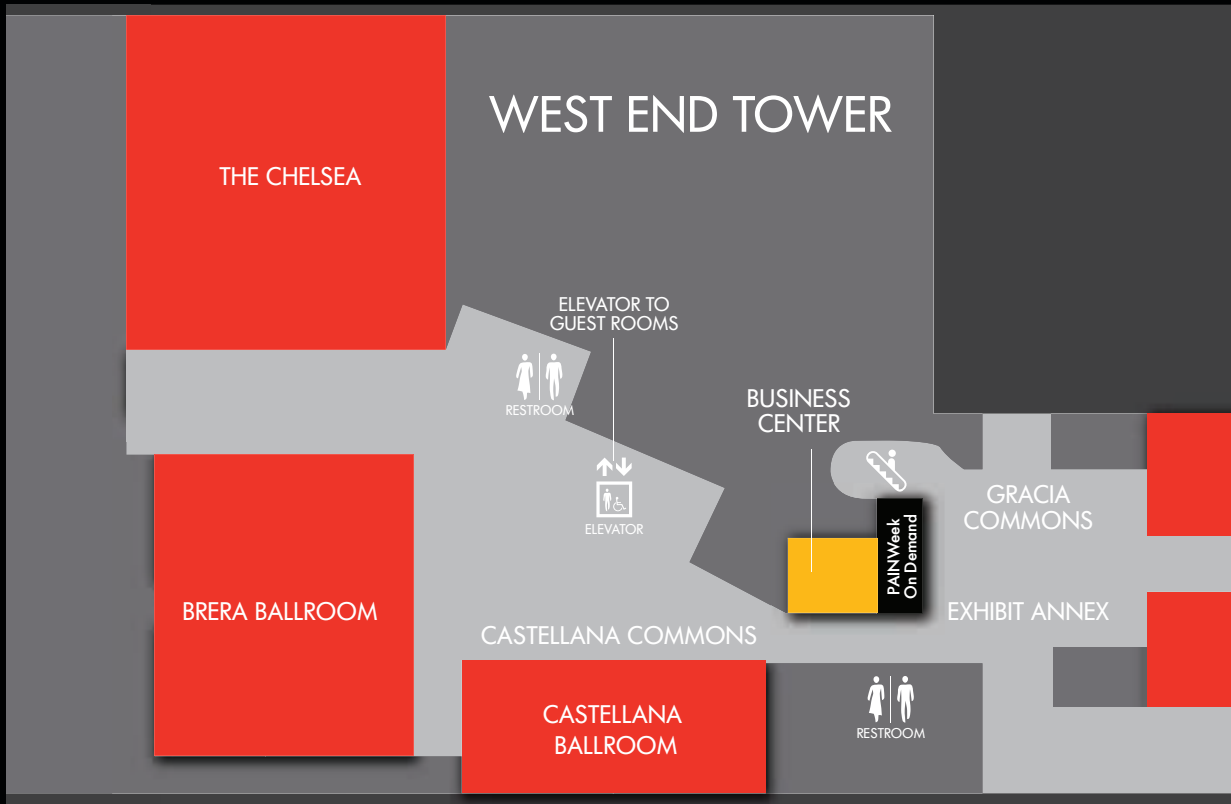 WEST END TOWER
THE CHELSEA
ELEVATOR TO
GUEST ROOMS
RESTROOM
BUSINESS
CENTER
ELEVATOR
GRACIA
COMMONS
PAINWeek
On Demand
BRERA BALLROOM
EXHIBIT ANNEX
CASTELLANA COMMONS
CASTELLANA
BALLROOM
RESTROOM